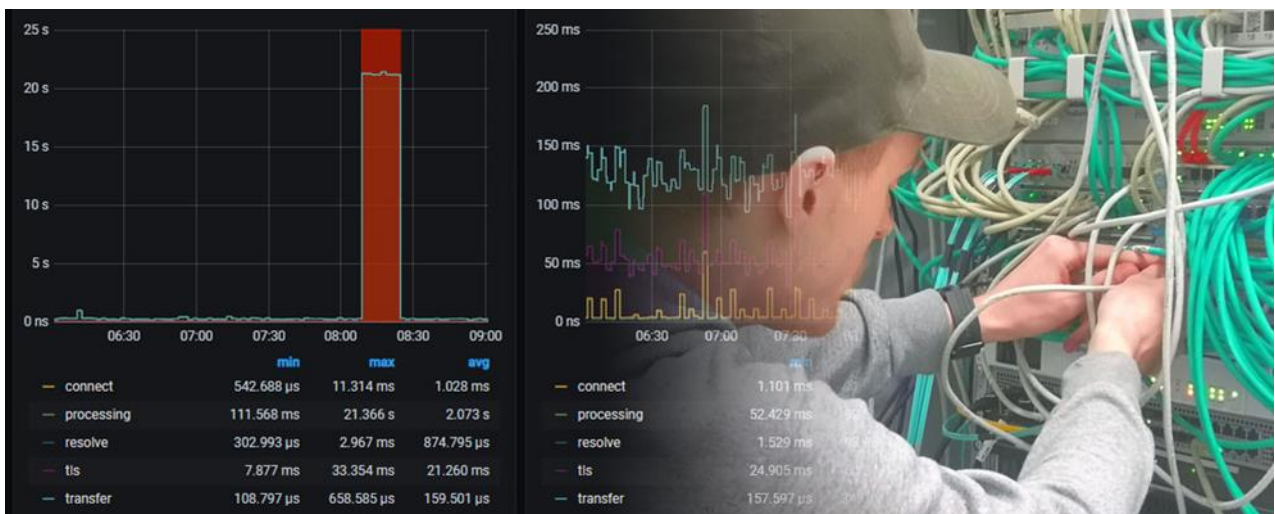 25 s
20 s
15 s
10 s
5 s
0 ns
06:30 07:00 07:30 08:00 08:30 09:00
min max avg
connect 542.688 µs 11.314 ms 1.028 ms
processing 111.568 ms 21.366 s 2.073 s
resolve 302.993 µs 2.967 ms 874.795 µs
tls 7.877 ms 33.354 ms 21.260 ms
transfer 108.797 µs 658.585 µs 159.501 µs
250 ms
200 ms
150 ms
100 ms
50 ms
0 ns
06:30 07:00 07:30
min
connect 1.101 ms
processing 52.429 ms
resolve 1.529 ms
tls 24.905 ms
transfer 157.597 µs